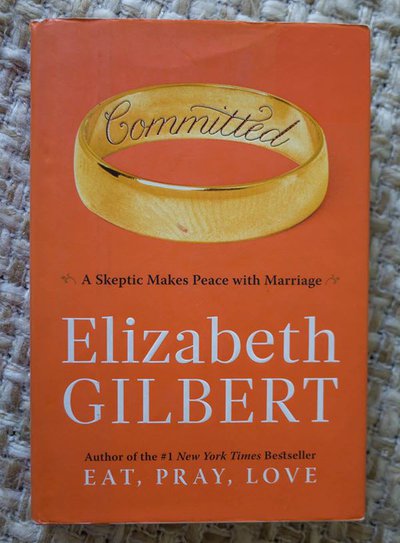 Committed
A Skeptic Makes Peace with Marriage
Elizabeth
GILBERT
Author of the #1 New York Times Bestseller
EAT, PRAY, LOVE